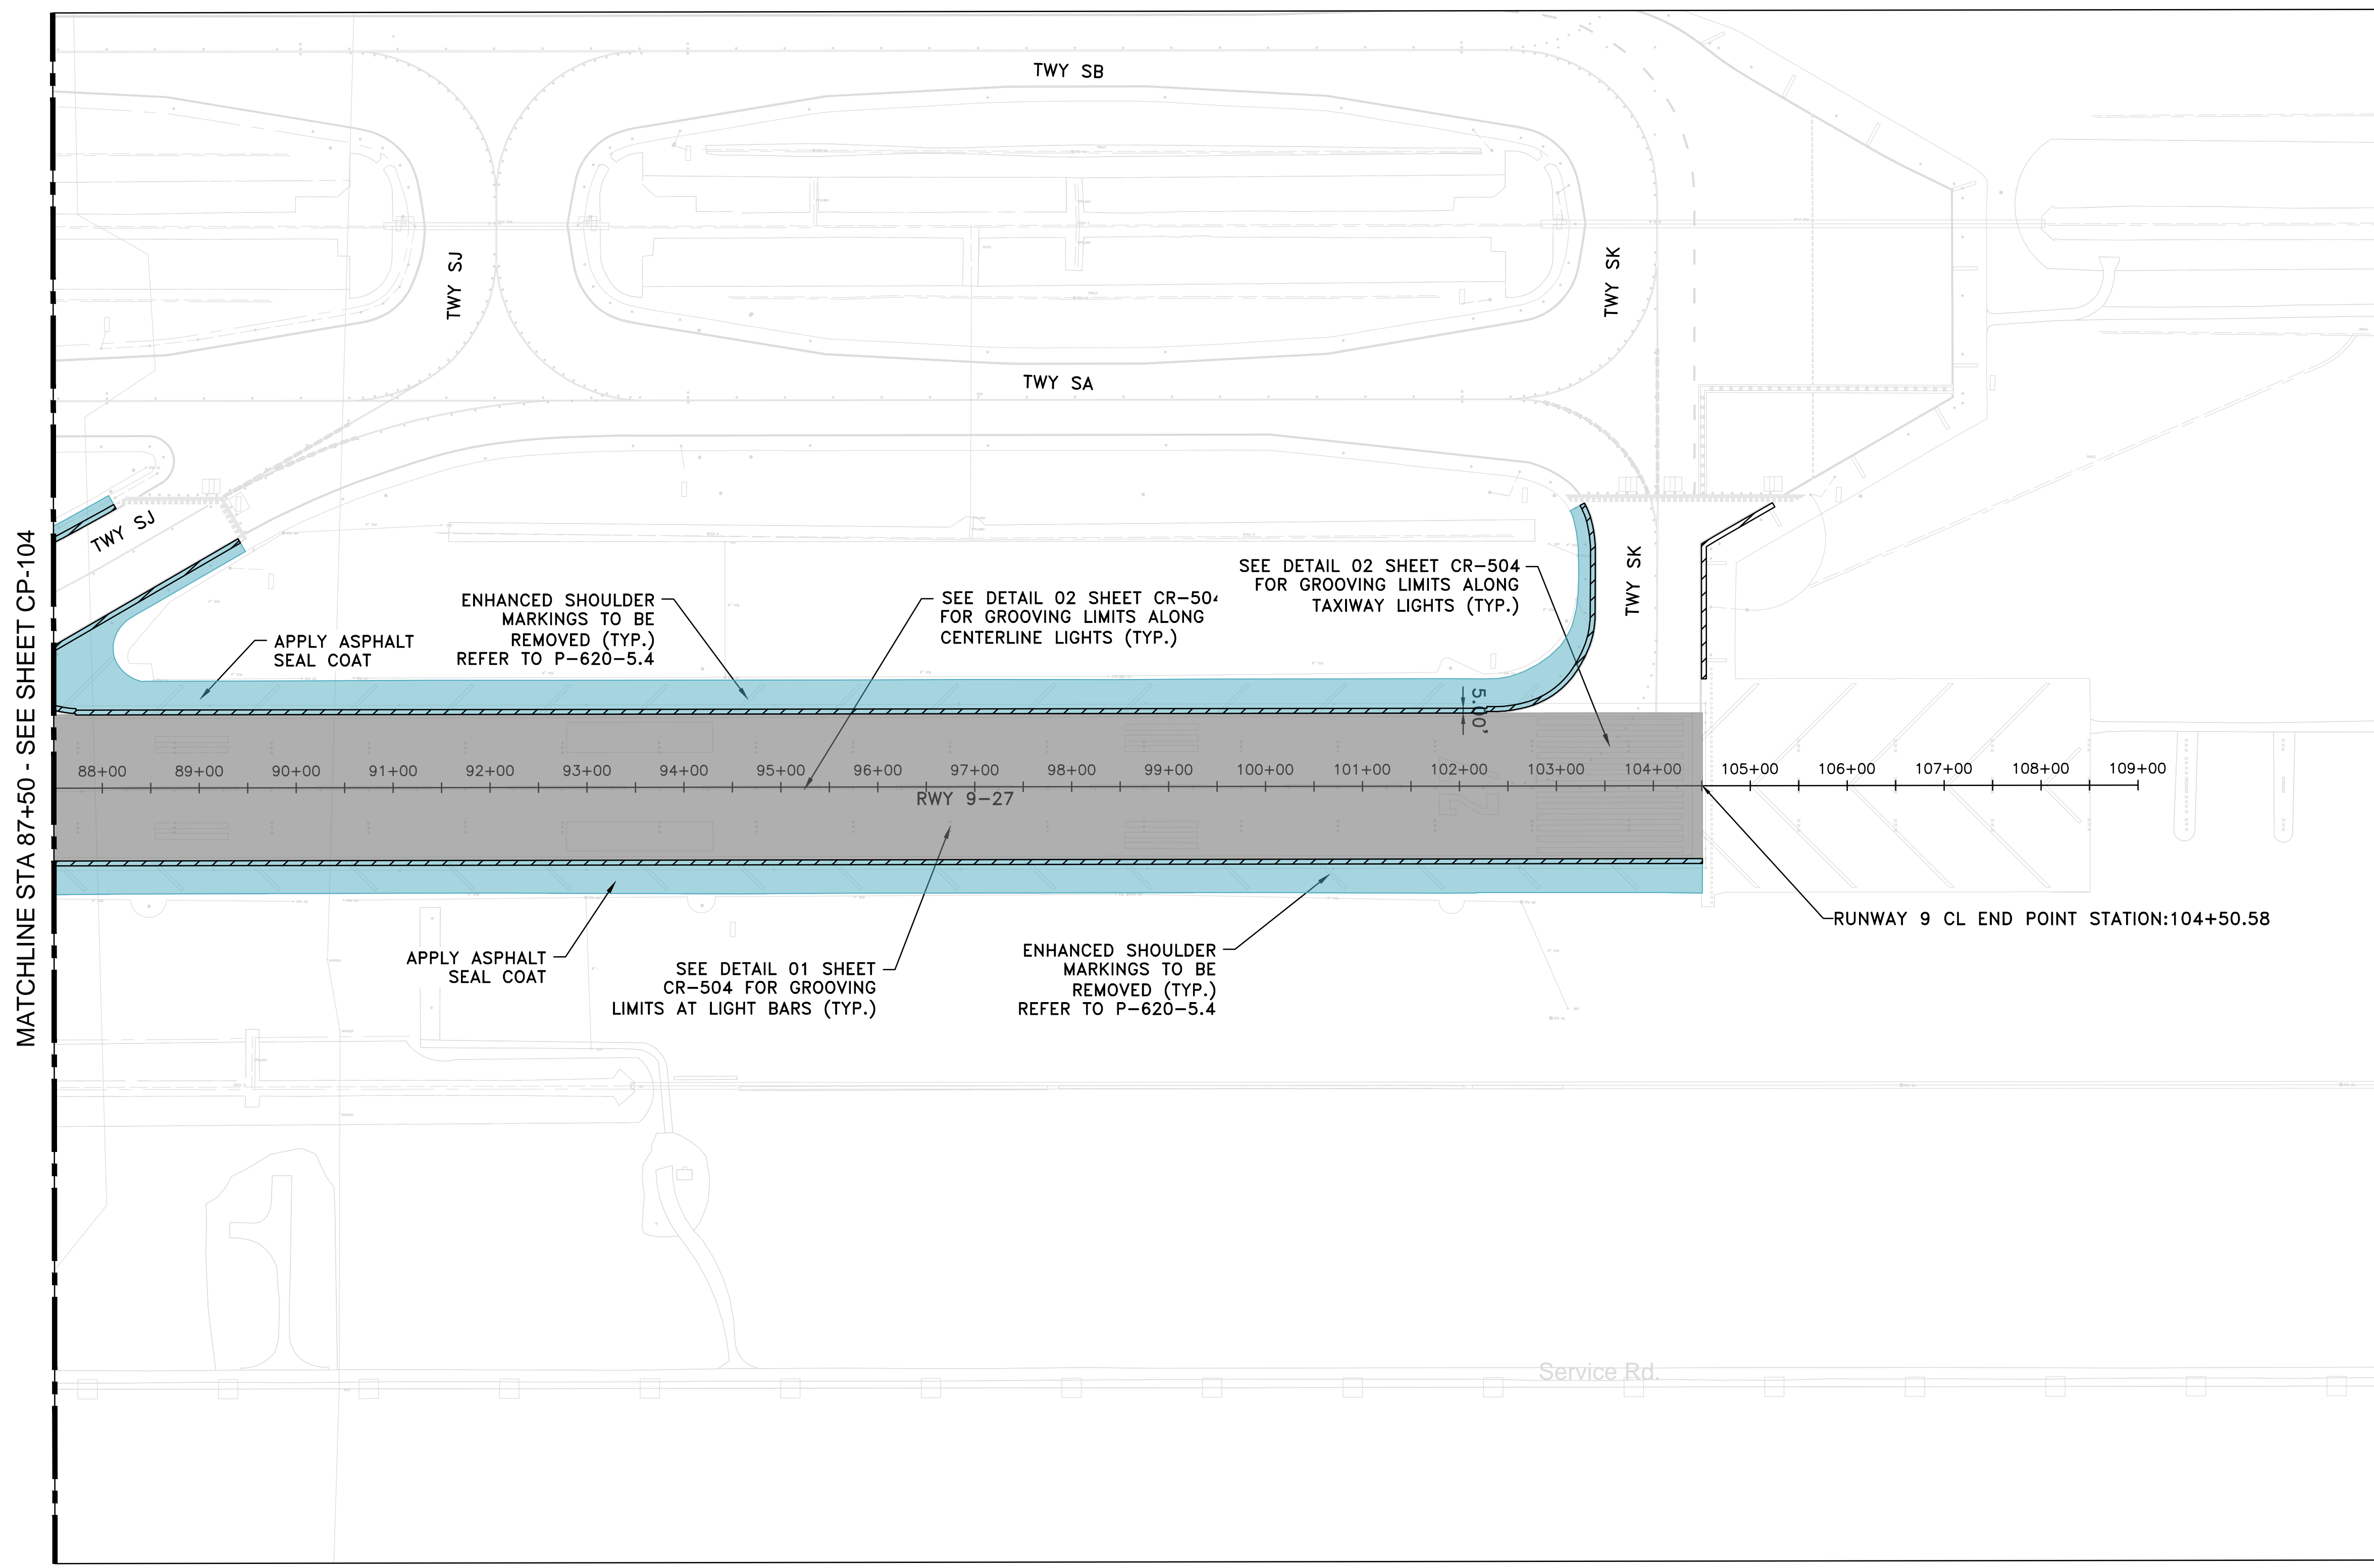 TWY SB
TWY SJ
TWY SK
TWY SA
MATCHLINE STA 87+50 - SEE SHEET CP-104
TWY SJ
TWY SK
SEE DETAIL 02 SHEET CR-504
FOR GROOVING LIMITS ALONG
TAXIWAY LIGHTS (TYP.)
ENHANCED SHOULDER
MARKINGS TO BE
REMOVED (TYP.)
REFER TO P-620-5.4
SEE DETAIL 02 SHEET CR-504
FOR GROOVING LIMITS ALONG
CENTERLINE LIGHTS (TYP.)
APPLY ASPHALT
SEAL COAT
5.00'
88+00 89+00 90+00 91+00 92+00 93+00 94+00 95+00 96+00 97+00 98+00 99+00 100+00 101+00 102+00 103+00 104+00 105+00 106+00 107+00 108+00 109+00
RWY 9-27
RUNWAY 9 CL END POINT STATION:104+50.58
APPLY ASPHALT
SEAL COAT
SEE DETAIL 01 SHEET
CR-504 FOR GROOVING
LIMITS AT LIGHT BARS (TYP.)
ENHANCED SHOULDER
MARKINGS TO BE
REMOVED (TYP.)
REFER TO P-620-5.4
Service Rd.